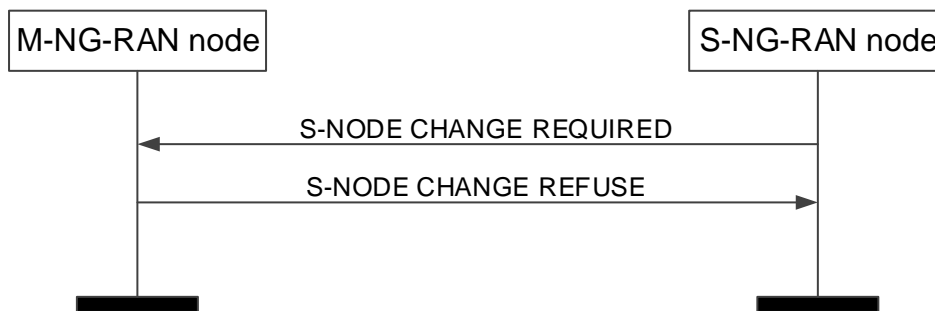 M-NG-RAN node
S-NG-RAN node
S-NODE CHANGE REQUIRED
S-NODE CHANGE REFUSE